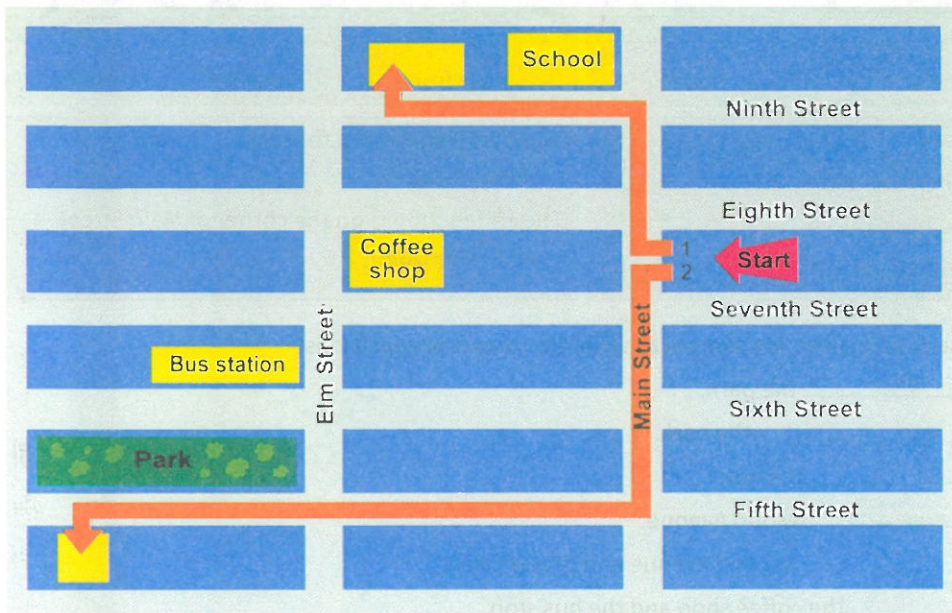 School
Ninth Street
Eighth Street
Coffee
shop
1
2
Start
Seventh Street
Bus station
Elm Street
Main Street
Sixth Street
Park
Fifth Street